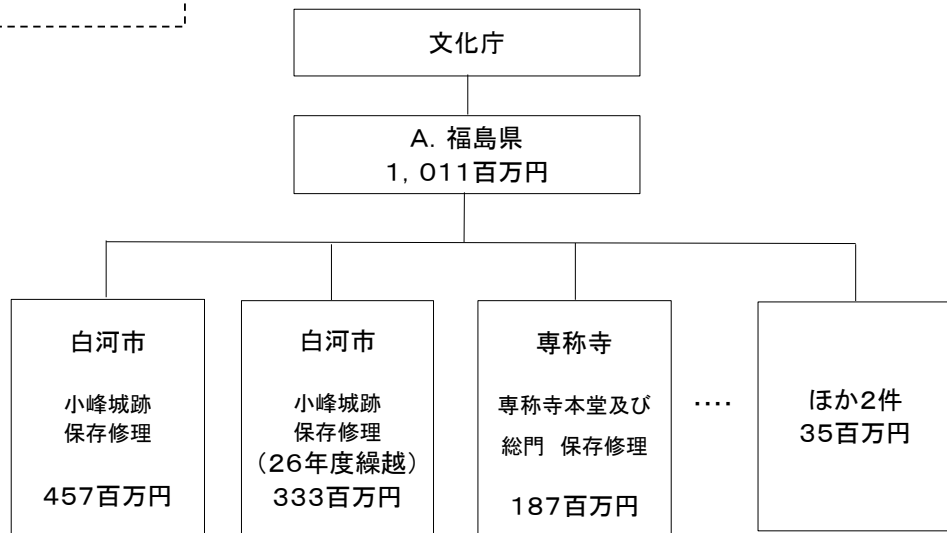 文化庁
A. 福島県
1, 011百万円
白河市
小峰城跡
保存修理
457百万円
白河市
小峰城跡
保存修理
(26年度繰越)
333百万円
専称寺
専称寺本堂及び
総門 保存修理
187百万円
‥‥
ほか2件
35百万円